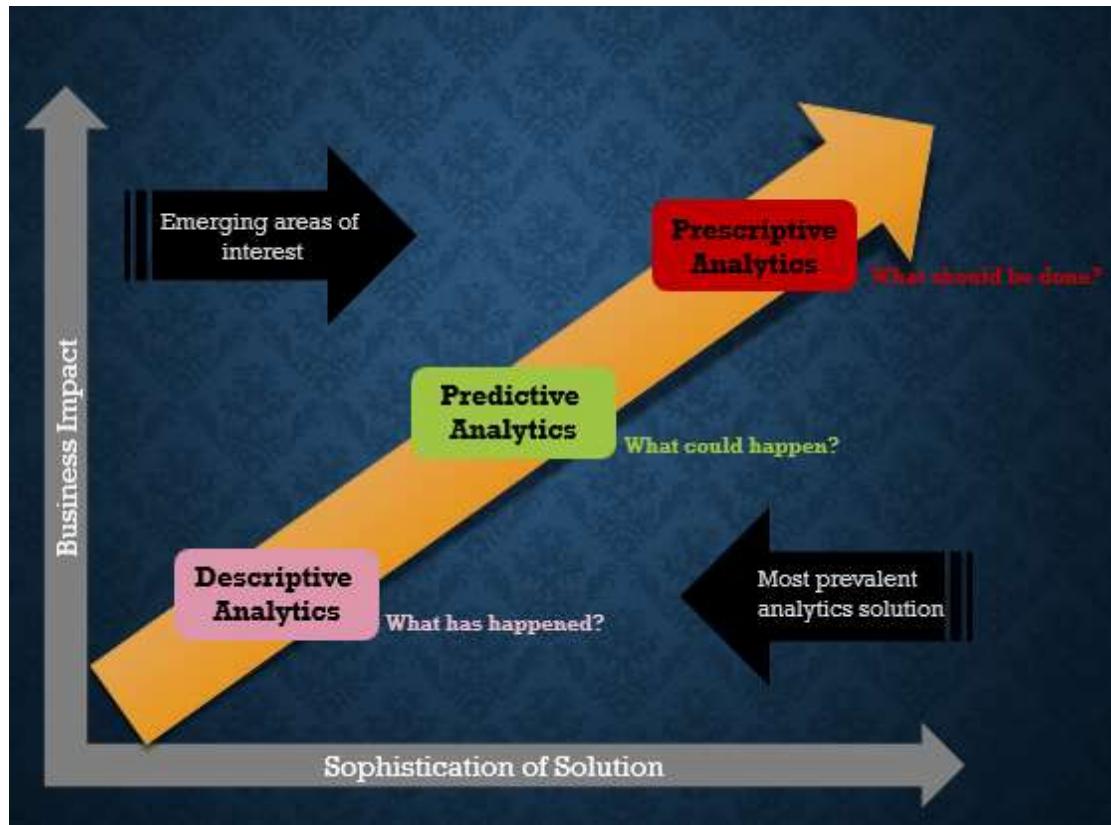 Emerging areas of
interest
Prescriptive
Analytics
What should be done?
Predictive
Analytics
What could happen?
Business Impact
Descriptive
Analytics
What has happened?
Most prevalent
analytics solution
Sophistication of Solution